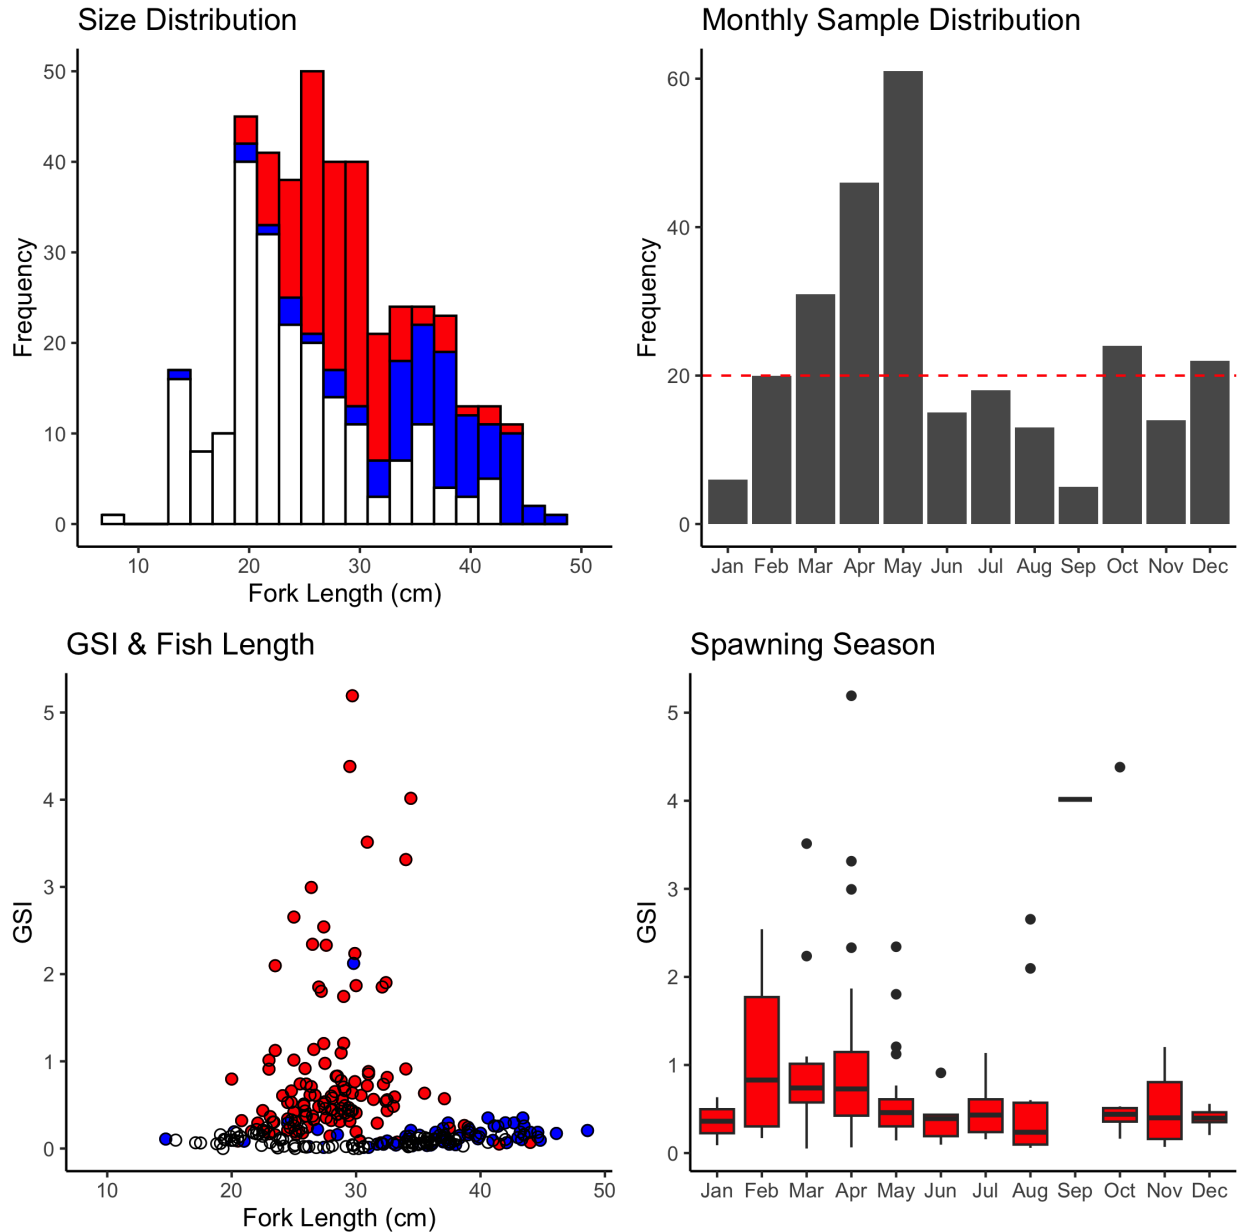 Size Distribution
Frequency
50
40
30
20
10
0
10 20 30 40 50
Fork Length (cm)
Monthly Sample Distribution
Frequency
60
40
20
0
Jan Feb Mar Apr May Jun Jul Aug Sep Oct Nov Dec
GSI & Fish Length
GSI
5
4
3
2
1
0
10 20 30 40 50
Fork Length (cm)
Spawning Season
GSI
5
4
3
2
1
0
Jan Feb Mar Apr May Jun Jul Aug Sep Oct Nov Dec